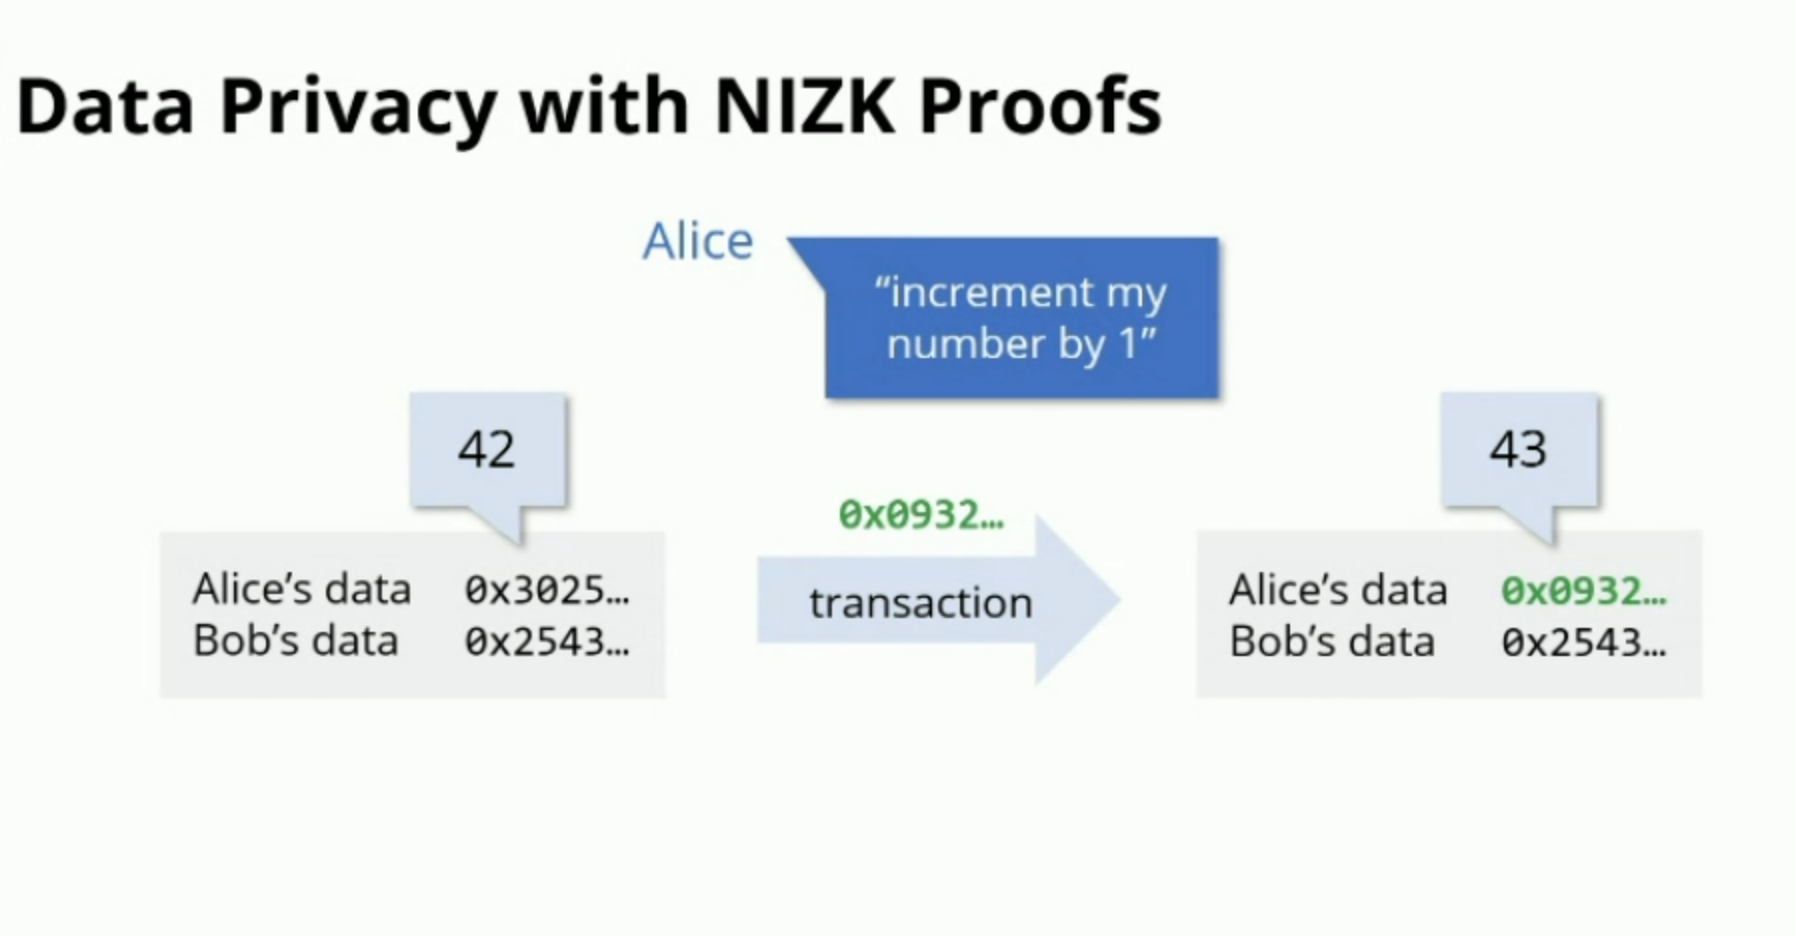 Data Privacy with NIZK Proofs
Alice
“increment my
number by 1”
42
43
0x0932…
Alice’s data 0x3025…
Bob’s data 0x2543…
transaction
Alice’s data 0x0932…
Bob’s data 0x2543…